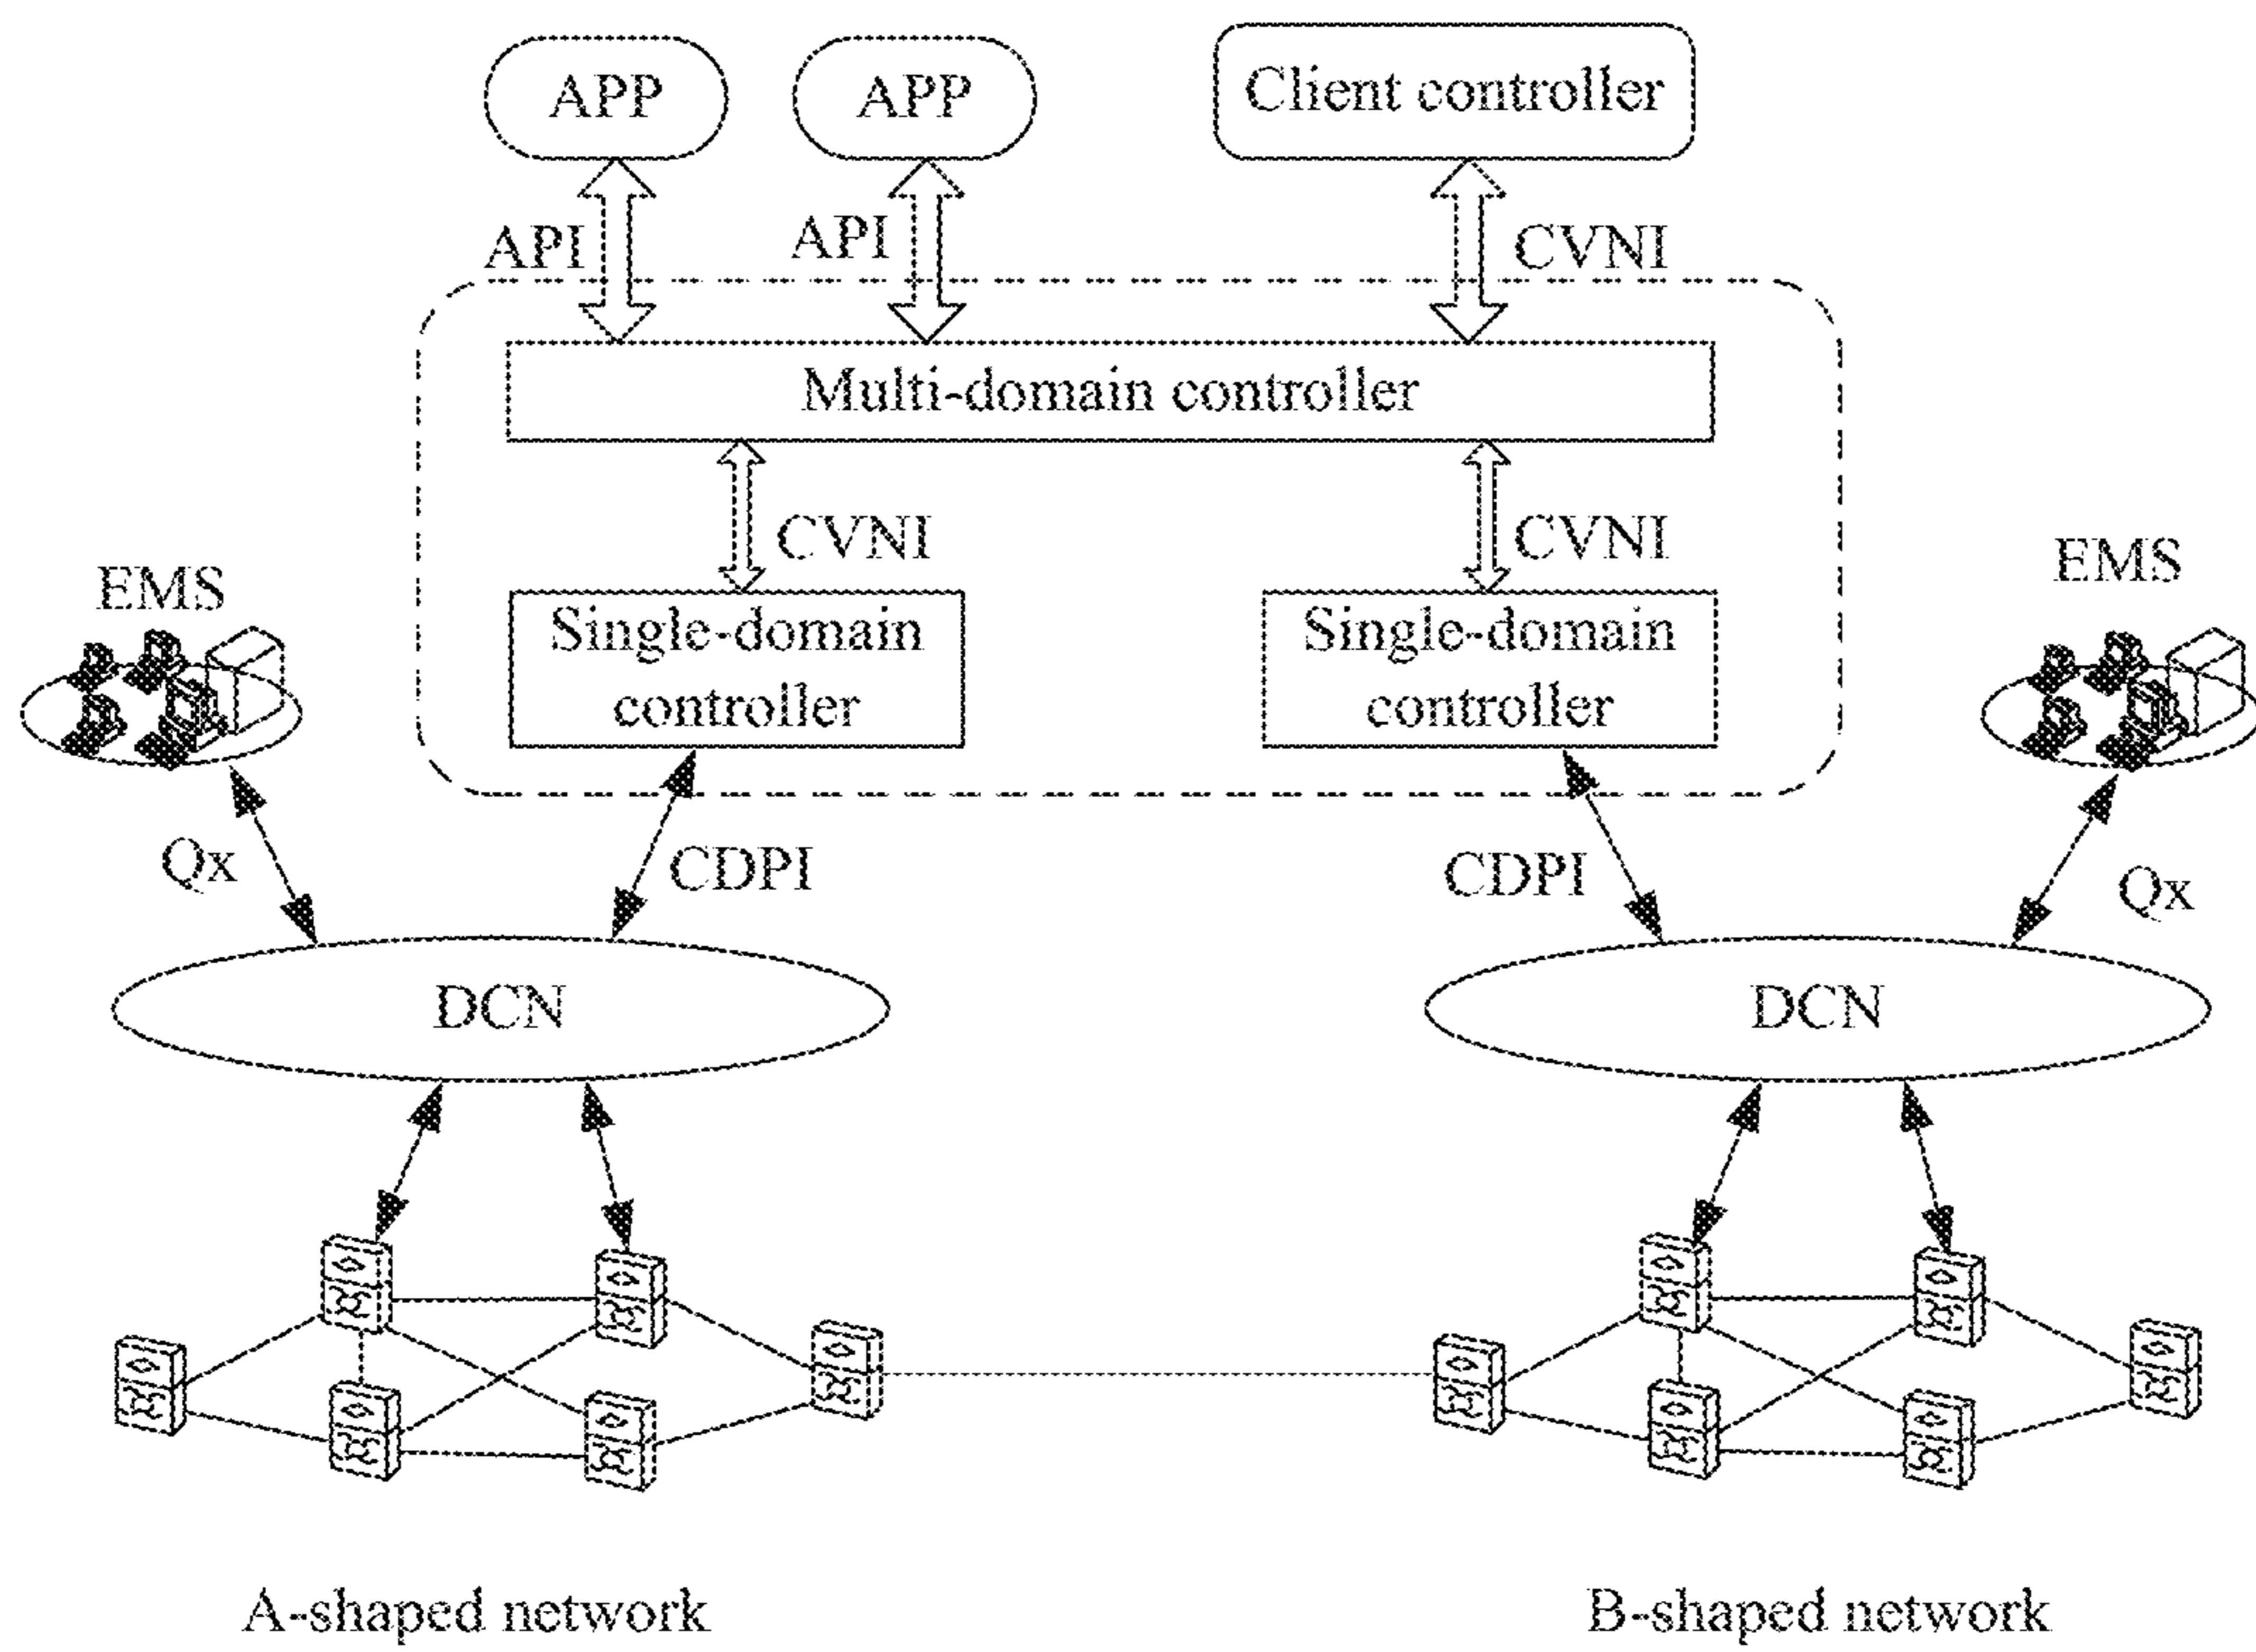 APP
APP
Client controller
API
API
CVNI
Multi-domain controller
CVNI
CVNI
EMS
EMS
Single-domain
controller
Single-domain
controller
Qx
CDPI
CDPI
Qx
DCN
DCN
A-shaped network
B-shaped network